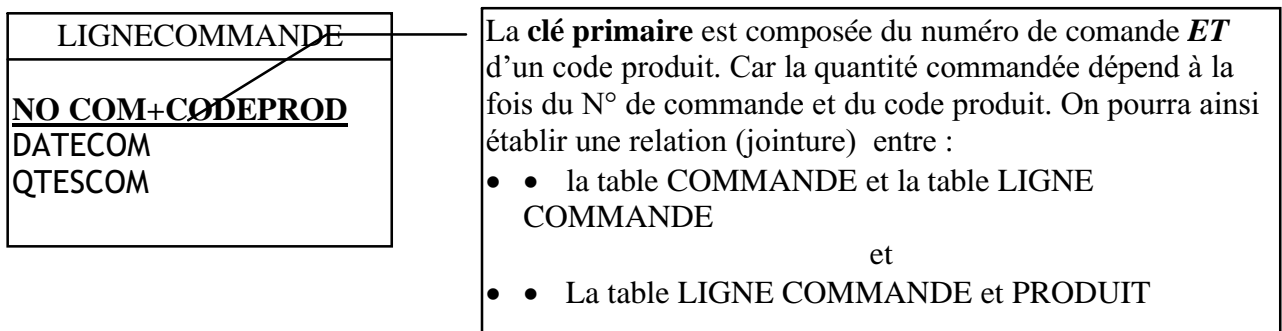 LIGNECOMMANDE
NO COM+CODEPROD
DATECOM
QTESCOM
La clé primaire est composée du numéro de comande ET
d’un code produit. Car la quantité commandée dépend à la
fois du N° de commande et du code produit. On pourra ainsi
établir une relation (jointure) entre :
• • la table COMMANDE et la table LIGNE
COMMANDE
et
• • La table LIGNE COMMANDE et PRODUIT